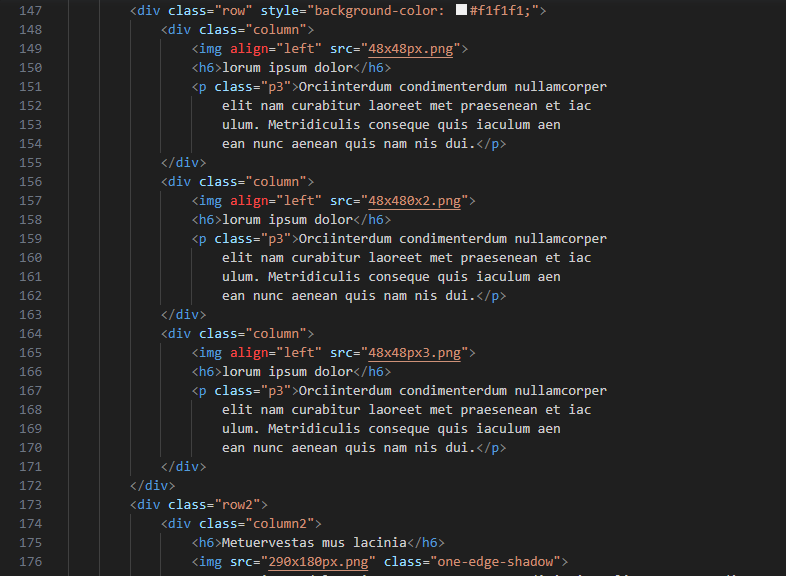 147 <div class="row" style="background-color: #f1f1f1;">
148 <div class="column">
149 <img align="left" src="48x48px.png">
150 <h6>lorum ipsum dolor</h6>
151 <p class="p3">Orciinterdum condimenterdum nullamcorper
152 elit nam curabitur laoreet met praesenean et iac
153 ulum. Metridiculis conseque quis iaculum aen
154 ean nunc aenean quis nam nis dui.</p>
155 </div>
156 <div class="column">
157 <img align="left" src="48x480x2.png">
158 <h6>lorum ipsum dolor</h6>
159 <p class="p3">Orciinterdum condimenterdum nullamcorper
160 elit nam curabitur laoreet met praesenean et iac
161 ulum. Metridiculis conseque quis iaculum aen
162 ean nunc aenean quis nam nis dui.</p>
163 </div>
164 <div class="column">
165 <img align="left" src="48x48px3.png">
166 <h6>lorum ipsum dolor</h6>
167 <p class="p3">Orciinterdum condimenterdum nullamcorper
168 elit nam curabitur laoreet met praesenean et iac
169 ulum. Metridiculis conseque quis iaculum aen
170 ean nunc aenean quis nam nis dui.</p>
171 </div>
172 </div>
173 <div class="row2">
174 <div class="column2">
175 <h6>Metuervestas mus lacinia</h6>
176 <img src="290x180px.png" class="one-edge-shadow">